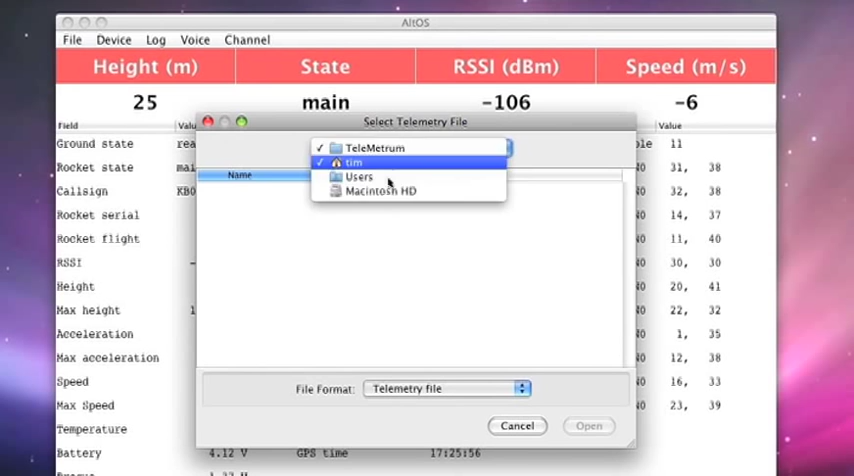 AltOS
File Device Log Voice Channel
Height (m) State RSSI (dBm) Speed (m/s)
25 main -106 -6
Field Value
Select Telemetry File
Ground state 11
TeleMetrum
Rocket state 31, 38
tim
Callsign KB0 32, 38
Name
Users
Macintosh HD
Rocket serial 14, 37
Rocket flight 11, 40
RSSI 30, 30
Height 20, 41
Max height 22, 32
Acceleration 1, 35
Max acceleration 12, 38
Speed 16, 33
File Format: Telemetry file
Max Speed 23, 39
Temperature
Cancel Open
Battery 4.12 V GPS time 17:25:56